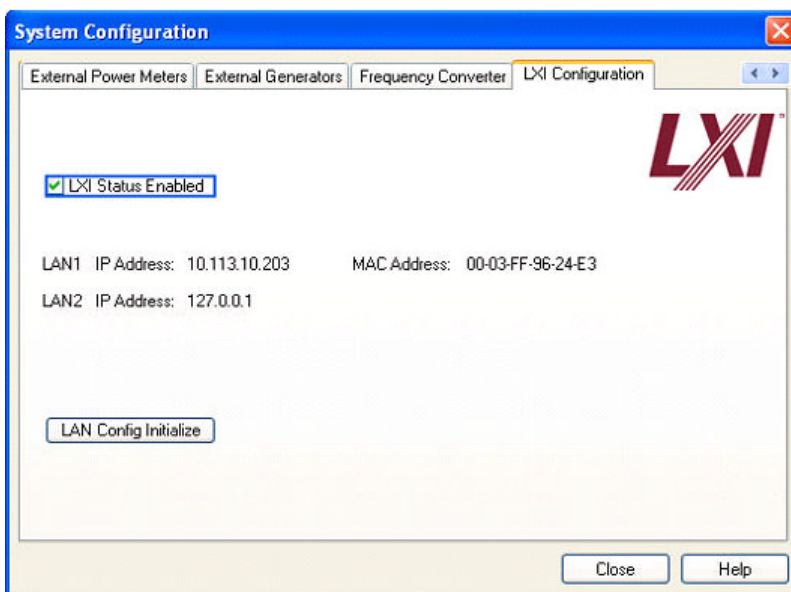 System Configuration
External Power Meters External Generators Frequency Converter LXI Configuration
LXI
LXI Status Enabled
LAN1 IP Address: 10.113.10.203 MAC Address: 00-03-FF-96-24-E3
LAN2 IP Address: 127.0.0.1
LAN Config Initialize
Close Help